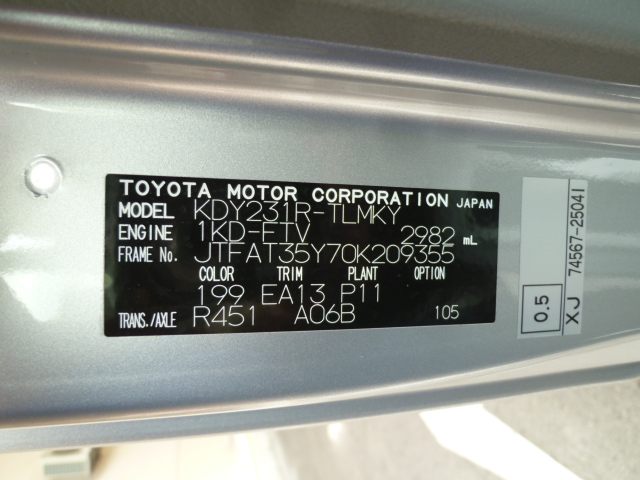 TOYOTA MOTOR CORPORATION JAPAN
MODEL KDY231R-TLMKY
ENGINE 1KD-FTV 2982 mL
FRAME No. JTFAT35Y70K209355
COLOR TRIM PLANT OPTION
199 EA13 P11
TRANS./AXLE R451 A06B 105
0.5
XJ 74567-25041